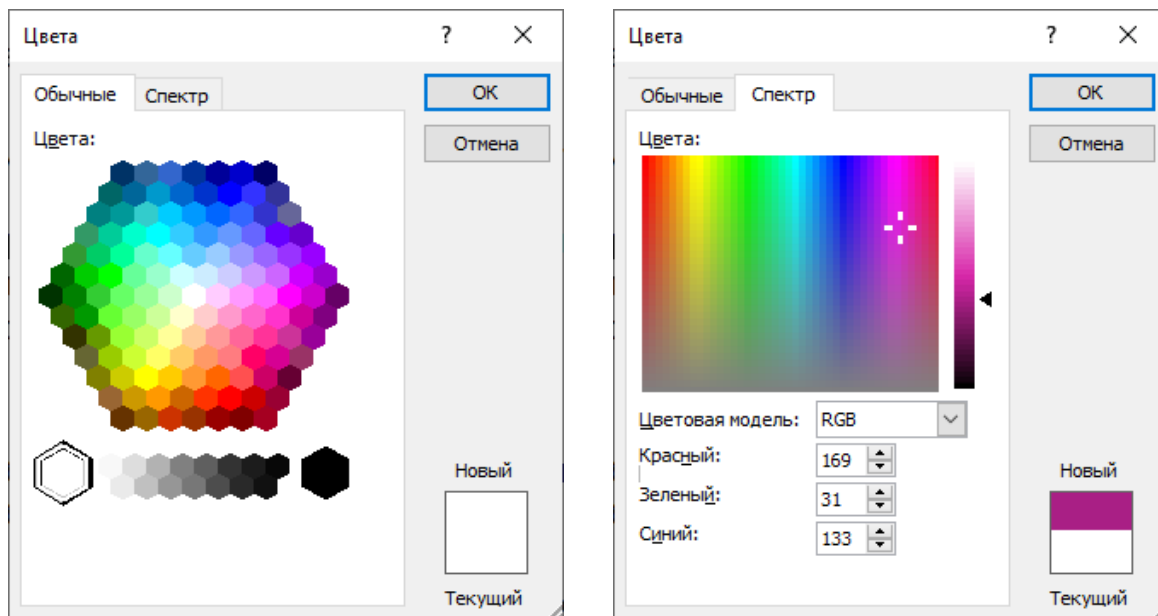 Цвета ? ×
Обычные Спектр
ОК
Цвета:
Отмена
Новый
Текущий
Цвета ? ×
Обычные Спектр
ОК
Цвета:
Отмена
Цветовая модель: RGB
Красный: 169
Зеленый: 31
Синий: 133
Новый
Текущий